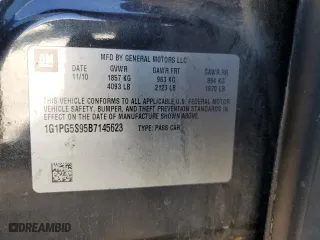 GM
MFD BY GENERAL MOTORS LLC
DATE GVWR GAWR FRT GAWR RR
11/10 1857 KG 963 KG 894 KG
4093 LB 2123 LB 1970 LB
THIS VEHICLE CONFORMS TO ALL APPLICABLE U.S. FEDERAL MOTOR
VEHICLE SAFETY, BUMPER, AND THEFT PREVENTION STANDARDS IN
EFFECT ON THE DATE OF MANUFACTURE SHOWN ABOVE.
1G1PG5S95B7145623 TYPE: PASS CAR